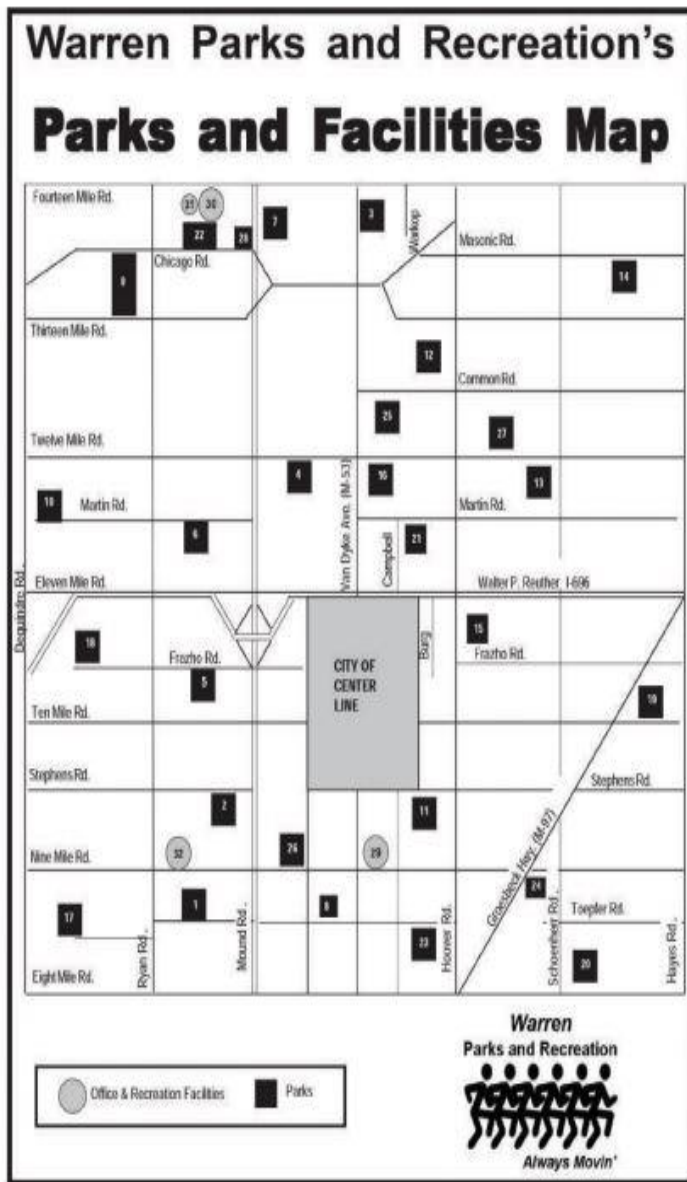 Warren Parks and Recreation's
Parks and Facilities Map
Fourteen Mile Rd.
31
30
22
28
7
3
Warkop
Masonic Rd.
Chicago Rd.
9
14
Thirteen Mile Rd.
12
Common Rd.
25
27
Twelve Mile Rd.
4
16
13
10
Martin Rd.
Van Dyke Ave. (M-53)
Martin Rd.
6
Campbell
21
Eleven Mile Rd.
Walter P. Reuther I-696
Dequindre Rd.
18
Frazho Rd.
CITY OF
CENTER
LINE
Burg
15
Frazho Rd.
5
19
Ten Mile Rd.
Stephens Rd.
Stephens Rd.
2
11
26
Nine Mile Rd.
32
29
Groesbeck Hwy. (M-97)
24
17
1
8
Toepfer Rd.
23
20
Eight Mile Rd.
Ryan Rd.
Mound Rd.
Hoover Rd.
Schoenherr Rd.
Hayes Rd.
Office & Recreation Facilities
Parks
Warren
Parks and Recreation
Always Movin'